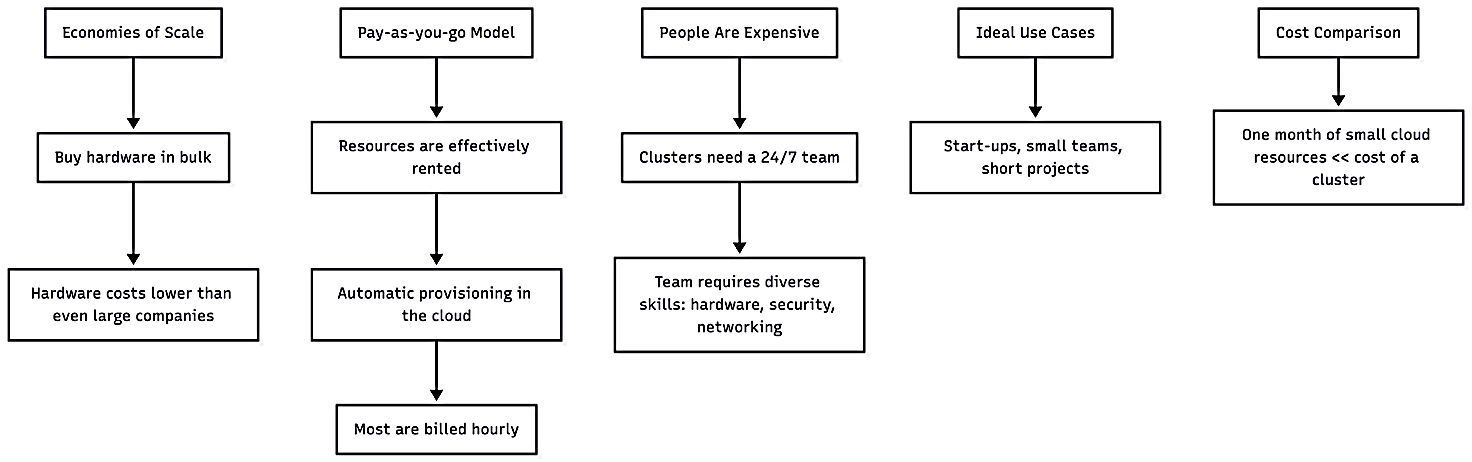 Economies of Scale
Buy hardware in bulk
Hardware costs lower than
even large companies
Pay-as-you-go Model
Resources are effectively
rented
Automatic provisioning in
the cloud
Most are billed hourly
People Are Expensive
Clusters need a 24/7 team
Team requires diverse
skills: hardware, security,
networking
Ideal Use Cases
Start-ups, small teams,
short projects
Cost Comparison
One month of small cloud
resources << cost of a
cluster